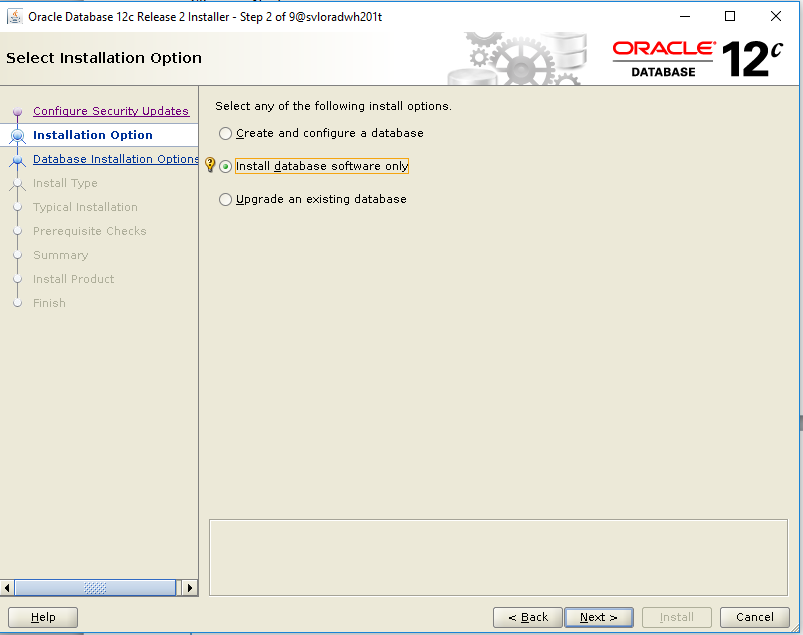 Oracle Database 12c Release 2 Installer - Step 2 of 9@svloradwh201t
Select Installation Option
ORACLE
DATABASE
12c
Configure Security Updates
Installation Option
Database Installation Options
Install Type
Typical Installation
Prerequisite Checks
Summary
Install Product
Finish
Select any of the following install options.
Create and configure a database
Install database software only
Upgrade an existing database
Help
< Back
Next >
Install
Cancel